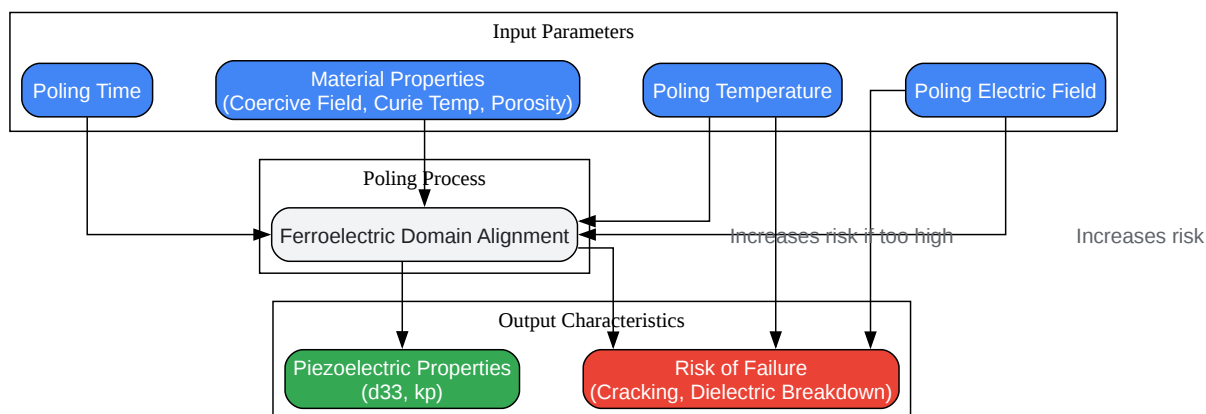 Input Parameters
Poling Time
Material Properties
(Coercive Field, Curie Temp, Porosity)
Poling Temperature
Poling Electric Field
Poling Process
Ferroelectric Domain Alignment
Increases risk if too high
Increases risk
Output Characteristics
Piezoelectric Properties
(d33, kp)
Risk of Failure
(Cracking, Dielectric Breakdown)